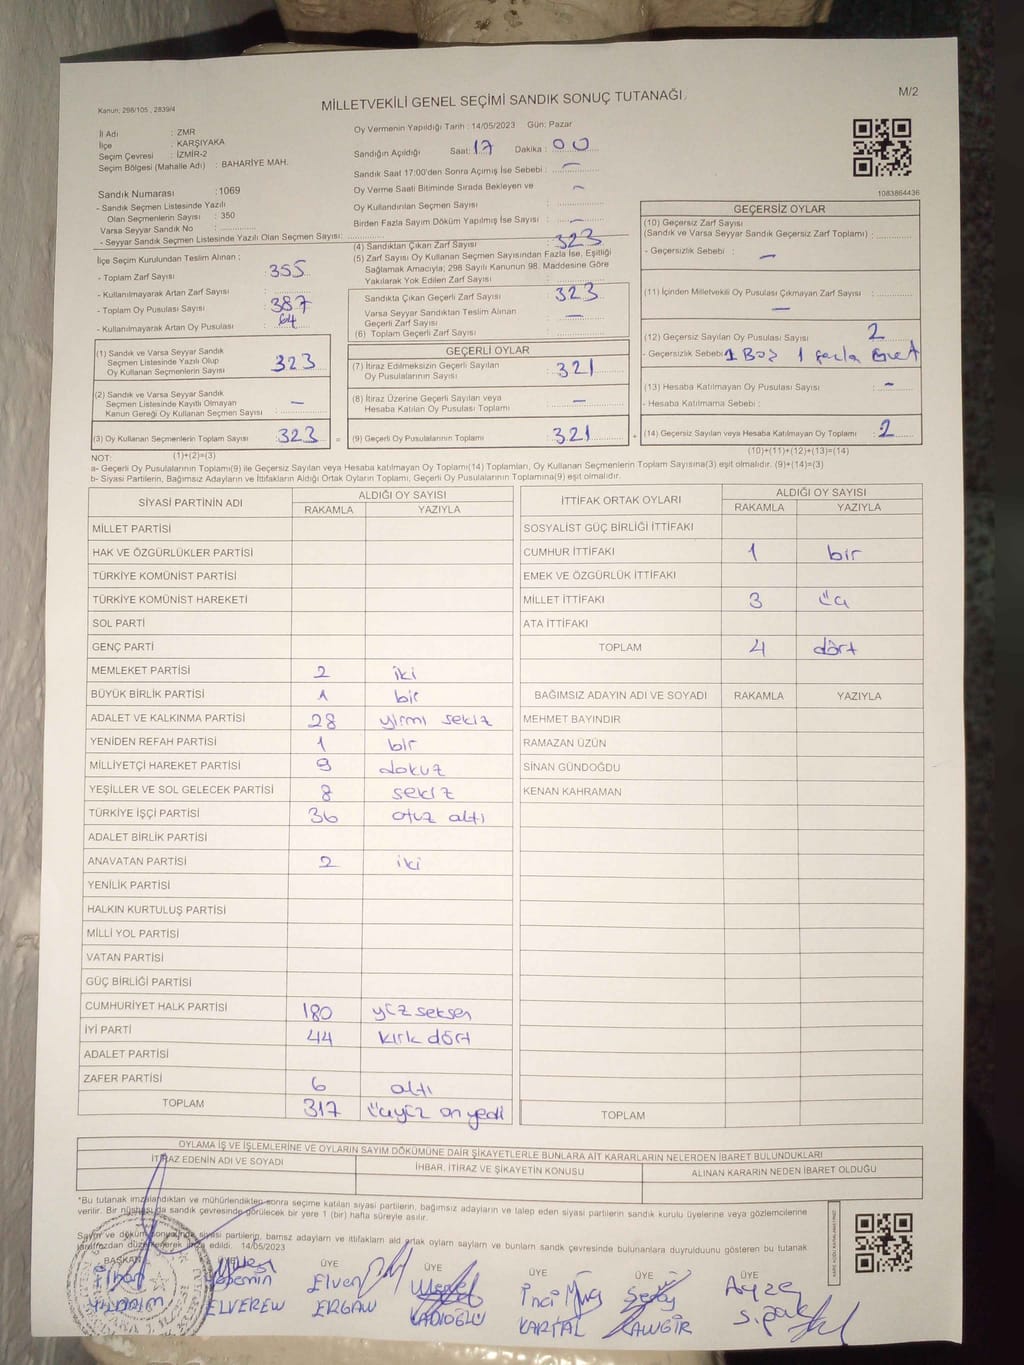 Kanun: 298/105 , 2839/4
MİLLETVEKİLİ GENEL SEÇİMİ SANDIK SONUÇ TUTANAĞI
M/2
İl Adı : ZMR
İlçe : KARŞIYAKA
Seçim Çevresi : İZMİR-2
Seçim Bölgesi (Mahalle Adı) : BAHARİYE MAH.
Oy Vermenin Yapıldığı Tarih : 14/05/2023 Gün: Pazar
Sandığın Açıldığı Saat: 17 Dakika : 00
Sandık Saat 17:00'den Sonra Açılmış İse Sebebi : –
Oy Verme Saati Bitiminde Sırada Bekleyen ve –
Oy Kullandırılan Seçmen Sayısı :
Birden Fazla Sayım Döküm Yapılmış İse Sayısı : –
1083864436
Sandık Numarası : 1069
- Sandık Seçmen Listesinde Yazılı
Olan Seçmenlerin Sayısı : 350
Varsa Seyyar Sandık No :
- Seyyar Sandık Seçmen Listesinde Yazılı Olan Seçmen Sayısı:
İlçe Seçim Kurulundan Teslim Alınan ;
- Toplam Zarf Sayısı : 355
- Kullanılmayarak Artan Zarf Sayısı :
- Toplam Oy Pusulası Sayısı : 387
- Kullanılmayarak Artan Oy Pusulası : 64
(1) Sandık ve Varsa Seyyar Sandık
Seçmen Listesinde Yazılı Olup
Oy Kullanan Seçmenlerin Sayısı : 323
(2) Sandık ve Varsa Seyyar Sandık
Seçmen Listesinde Kayıtlı Olmayan
Kanun Gereği Oy Kullanan Seçmen Sayısı : –
(3) Oy Kullanan Seçmenlerin Toplam Sayısı : 323
(4) Sandıktan Çıkan Zarf Sayısı : 323
(5) Zarf Sayısı Oy Kullanan Seçmen Sayısından Fazla İse, Eşitliği
Sağlamak Amacıyla; 298 Sayılı Kanunun 98. Maddesine Göre
Yakılarak Yok Edilen Zarf Sayısı :
Sandıkta Çıkan Geçerli Zarf Sayısı : 323
Varsa Seyyar Sandıktan Teslim Alınan
Geçerli Zarf Sayısı : –
(6) Toplam Geçerli Zarf Sayısı :
GEÇERLİ OYLAR
(7) İtiraz Edilmeksizin Geçerli Sayılan
Oy Pusulalarının Sayısı : 321
(8) İtiraz Üzerine Geçerli Sayılan veya
Hesaba Katılan Oy Pusulası Toplamı : –
= (9) Geçerli Oy Pusulalarının Toplamı : 321
GEÇERSİZ OYLAR
(10) Geçersiz Zarf Sayısı
(Sandık ve Varsa Seyyar Sandık Geçersiz Zarf Toplamı) :
- Geçersizlik Sebebi : –
(11) İçinden Milletvekili Oy Pusulası Çıkmayan Zarf Sayısı :
–
(12) Geçersiz Sayılan Oy Pusulası Sayısı : 2
- Geçersizlik Sebebi : 1 Boş 1 fazla
(13) Hesaba Katılmayan Oy Pusulası Sayısı : –
- Hesaba Katılmama Sebebi :
+ (14) Geçersiz Sayılan veya Hesaba Katılmayan Oy Toplamı : 2
NOT: (1)+(2)=(3)
(10)+(11)+(12)+(13)=(14)
a- Geçerli Oy Pusulalarının Toplamı(9) ile Geçersiz Sayılan veya Hesaba katılmayan Oy Toplamı(14) Toplamları, Oy Kullanan Seçmenlerin Toplam Sayısına(3) eşit olmalıdır. (9)+(14)=(3)
b- Siyasi Partilerin, Bağımsız Adayların ve İttifakların Aldığı Ortak Oyların Toplamı, Geçerli Oy Pusulalarının Toplamına(9) eşit olmalıdır.
SİYASİ PARTİNİN ADI
ALDIĞI OY SAYISI
RAKAMLA YAZIYLA
MİLLET PARTİSİ
HAK VE ÖZGÜRLÜKLER PARTİSİ
TÜRKİYE KOMÜNİST PARTİSİ
TÜRKİYE KOMÜNİST HAREKETİ
SOL PARTİ
GENÇ PARTİ
MEMLEKET PARTİSİ 2 iki
BÜYÜK BİRLİK PARTİSİ 1 bir
ADALET VE KALKINMA PARTİSİ 28 yirmi sekiz
YENİDEN REFAH PARTİSİ 1 bir
MİLLİYETÇİ HAREKET PARTİSİ 9 dokuz
YEŞİLLER VE SOL GELECEK PARTİSİ 8 sekiz
TÜRKİYE İŞÇİ PARTİSİ 36 otuz altı
ADALET BİRLİK PARTİSİ
ANAVATAN PARTİSİ 2 iki
YENİLİK PARTİSİ
HALKIN KURTULUŞ PARTİSİ
MİLLİ YOL PARTİSİ
VATAN PARTİSİ
GÜÇ BİRLİĞİ PARTİSİ
CUMHURİYET HALK PARTİSİ 180 yüz seksen
İYİ PARTİ 44 kırk dört
ADALET PARTİSİ
ZAFER PARTİSİ 6 altı
TOPLAM 317 üçyüz on yedi
İTTİFAK ORTAK OYLARI
ALDIĞI OY SAYISI
RAKAMLA YAZIYLA
SOSYALİST GÜÇ BİRLİĞİ İTTİFAKI
CUMHUR İTTİFAKI 1 bir
EMEK VE ÖZGÜRLÜK İTTİFAKI
MİLLET İTTİFAKI 3 üç
ATA İTTİFAKI
TOPLAM 4 dört
BAĞIMSIZ ADAYIN ADI VE SOYADI RAKAMLA YAZIYLA
MEHMET BAYINDIR
RAMAZAN ÜZÜN
SİNAN GÜNDOĞDU
KENAN KAHRAMAN
TOPLAM
OYLAMA İŞ VE İŞLEMLERİNE VE OYLARIN SAYIM DÖKÜMÜNE DAİR ŞİKAYETLERLE BUNLARA AİT KARARLARIN NELERDEN İBARET BULUNDUKLARI
İTİRAZ EDENİN ADI VE SOYADI
İHBAR, İTİRAZ VE ŞİKAYETİN KONUSU
ALINAN KARARIN NEDEN İBARET OLDUĞU
*Bu tutanak imzalandıktan ve mühürlendikten sonra seçime katılan siyasi partilerin, bağımsız adayların ve talep eden siyasi partilerin sandık kurulu üyelerine veya gözlemcilerine
verilir. Bir nüshası da sandık çevresinde görülecek bir yere 1 (bir) hafta süreyle asılır.
Sayım ve döküm sonucunda siyasi partilerin, bamsz adayların ve ittifaklarn ald ortak oylarn saylarn ve bunlarn sandk çevresinde bulunanlara duyrulduunu gösteren bu tutanak
14/05/2023
BAŞKAN ÜYE ÜYE ÜYE ÜYE ÜYE
İlhan Elven İnci Ayşe
YILDIRIM ELVEREN ERGAN KADIOĞLU KARTAL